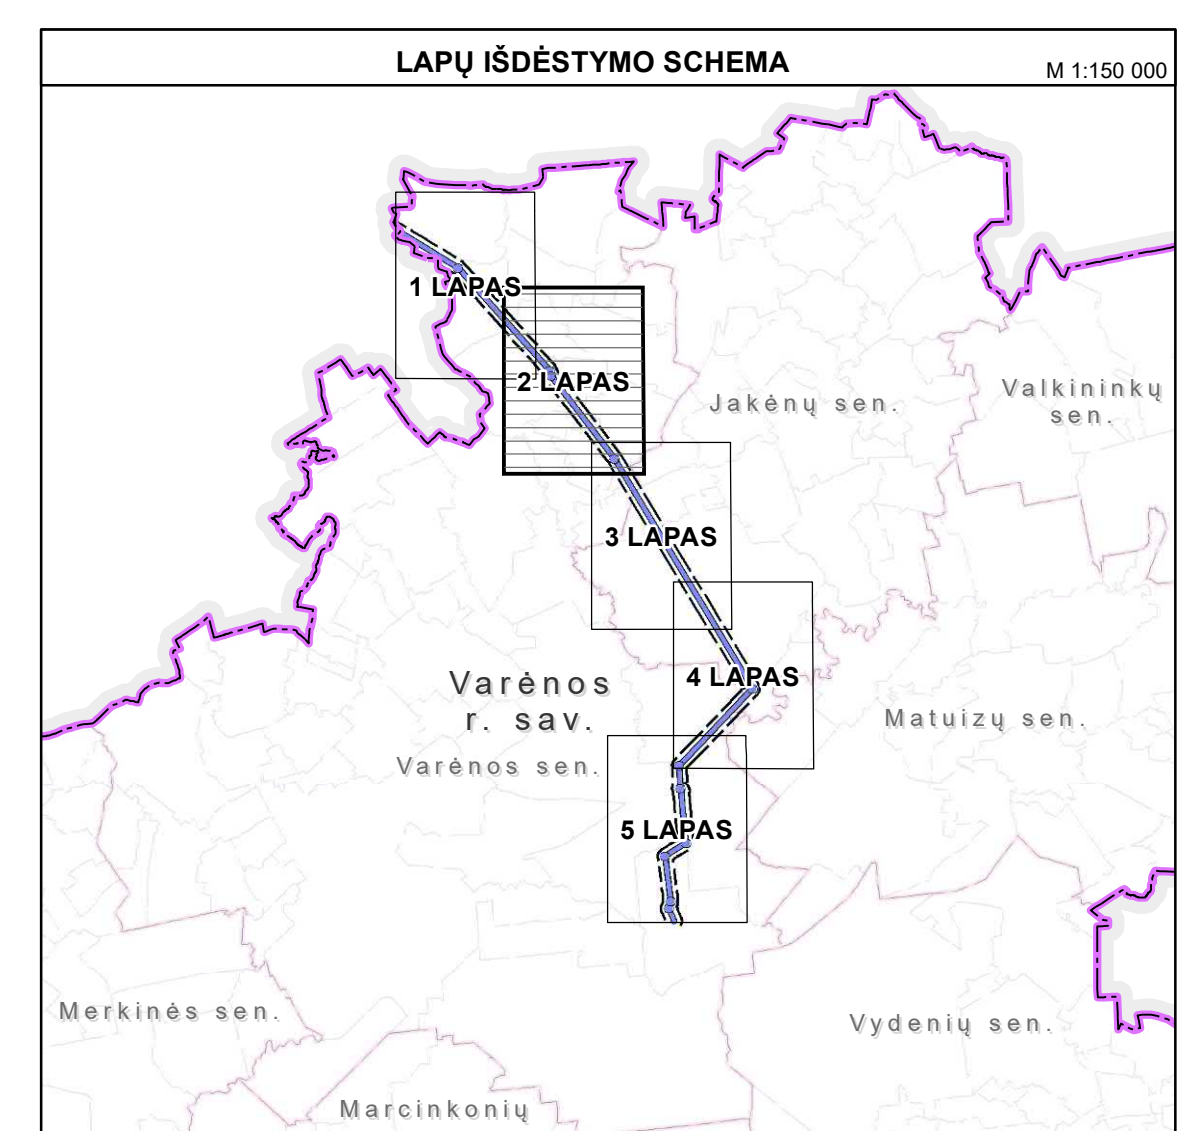 LAPŲ IŠDĖSTYMO SCHEMA
M 1:150 000
1 LAPAS
2 LAPAS
Jakėnų sen.
Valkininkų
sen.
3 LAPAS
4 LAPAS
Varėnos
r. sav.
Matuizų sen.
Varėnos sen.
5 LAPAS
Merkinės sen.
Vydenių sen.
Marcinkonių